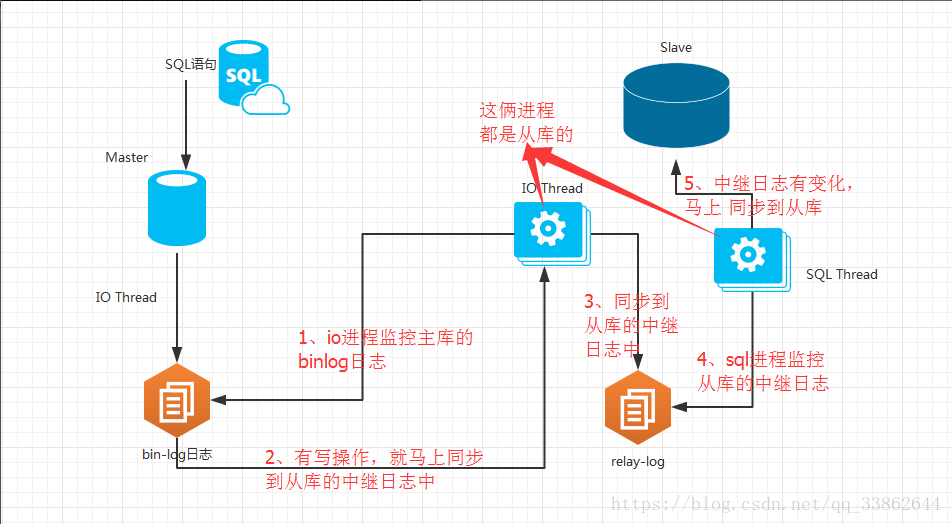 SQL语句
SQL
Slave
这俩进程
都是从库的
Master
IO Thread
5、中继日志有变化，
马上 同步到从库
SQL Thread
IO Thread
3、同步到
从库的中继
日志中
1、io进程监控主库的
binlog日志
4、sql进程监控
从库的中继日志
bin-log日志
2、有写操作，就马上同步
到从库的中继日志中
relay-log
https://blog.csdn.net/qq_33862644